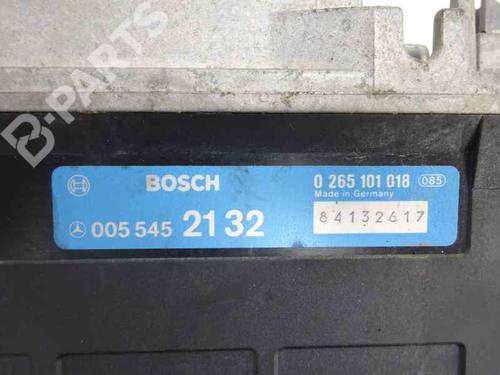 B-PARTS
BOSCH
0 265 101 018 085
Made in Germany
005 545 21 32
84132617